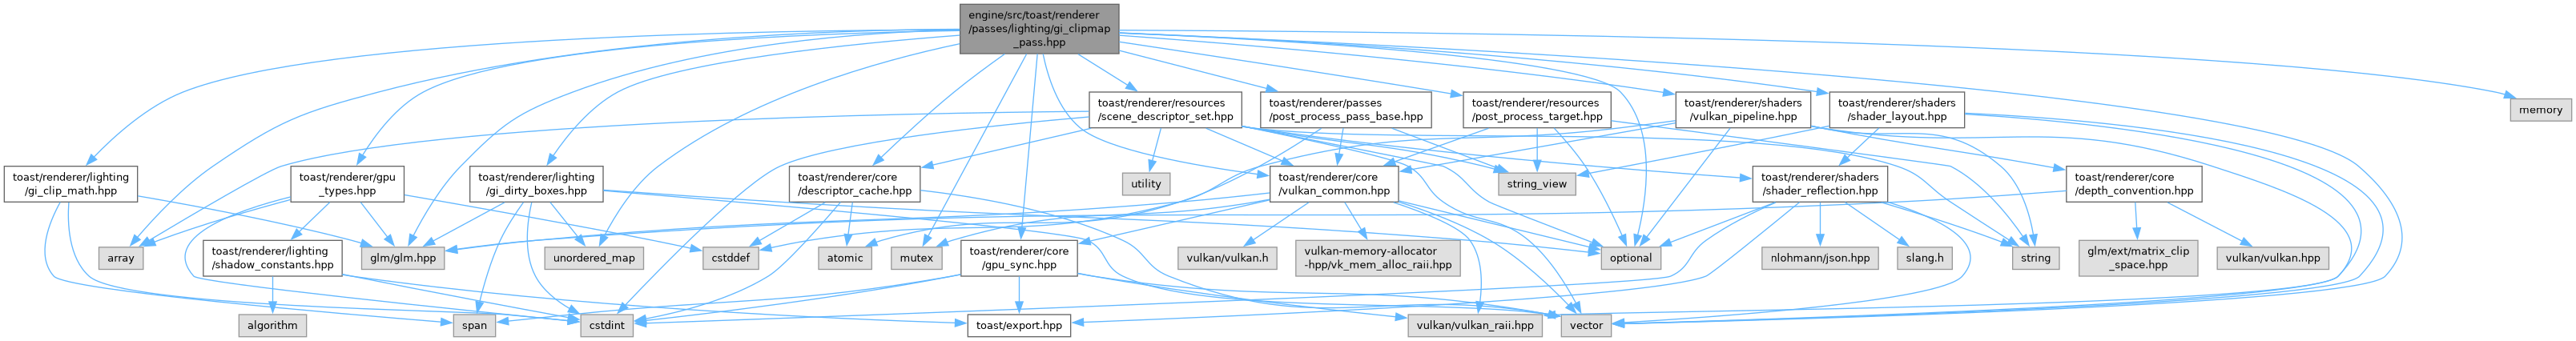 engine/src/toast/renderer
/passes/lighting/gi_clipmap
_pass.hpp
toast/renderer/resources
/scene_descriptor_set.hpp
toast/renderer/passes
/post_process_pass_base.hpp
toast/renderer/resources
/post_process_target.hpp
toast/renderer/shaders
/vulkan_pipeline.hpp
toast/renderer/shaders
/shader_layout.hpp
memory
toast/renderer/lighting
/gi_clip_math.hpp
toast/renderer/gpu
_types.hpp
toast/renderer/lighting
/gi_dirty_boxes.hpp
toast/renderer/core
/descriptor_cache.hpp
utility
toast/renderer/core
/vulkan_common.hpp
string_view
toast/renderer/shaders
/shader_reflection.hpp
toast/renderer/core
/depth_convention.hpp
array
toast/renderer/lighting
/shadow_constants.hpp
glm/glm.hpp
unordered_map
cstddef
atomic
mutex
toast/renderer/core
/gpu_sync.hpp
vulkan/vulkan.h
vulkan-memory-allocator
-hpp/vk_mem_alloc_raii.hpp
optional
nlohmann/json.hpp
slang.h
string
glm/ext/matrix_clip
_space.hpp
vulkan/vulkan.hpp
algorithm
span
cstdint
toast/export.hpp
vulkan/vulkan_raii.hpp
vector